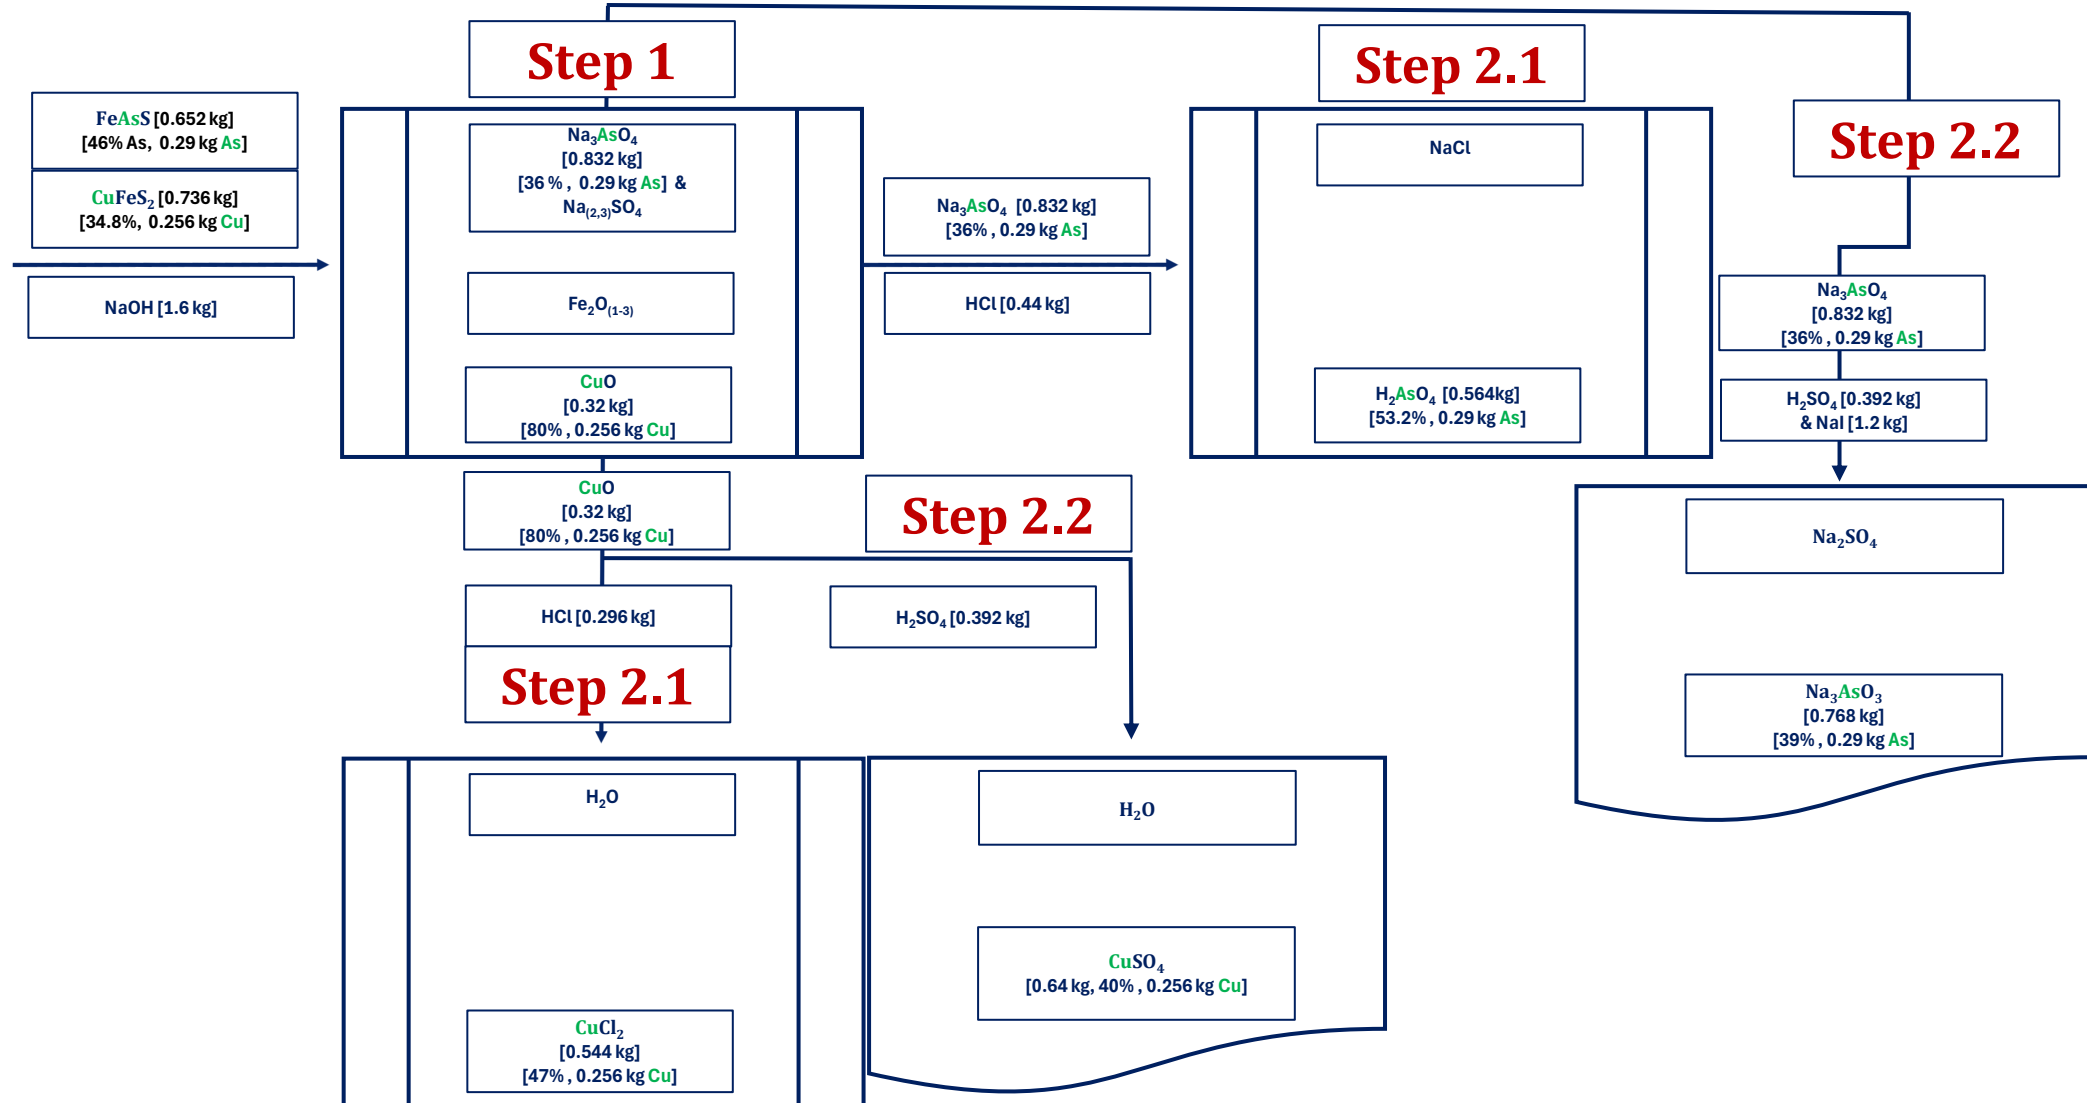 Step 1
Step 2.1
FeAsS [0.652 kg]
[46% As, 0.29 kg As]
CuFeS₂ [0.736 kg]
[34.8%, 0.256 kg Cu]
NaOH [1.6 kg]
Na₃AsO₄
[0.832 kg]
[36 % , 0.29 kg As] &
Na₍₂,₃₎SO₄
Fe₂O₍₁₋₃₎
CuO
[0.32 kg]
[80% , 0.256 kg Cu]
Na₃AsO₄ [0.832 kg]
[36% , 0.29 kg As]
HCl [0.44 kg]
NaCl
H₂AsO₄ [0.564kg]
[53.2% , 0.29 kg As]
Step 2.2
Na₃AsO₄
[0.832 kg]
[36% , 0.29 kg As]
H₂SO₄ [0.392 kg]
& NaI [1.2 kg]
Na₂SO₄
Na₃AsO₃
[0.768 kg]
[39% , 0.29 kg As]
CuO
[0.32 kg]
[80% , 0.256 kg Cu]
Step 2.2
HCl [0.296 kg]
H₂SO₄ [0.392 kg]
Step 2.1
H₂O
CuCl₂
[0.544 kg]
[47% , 0.256 kg Cu]
H₂O
CuSO₄
[0.64 kg, 40% , 0.256 kg Cu]